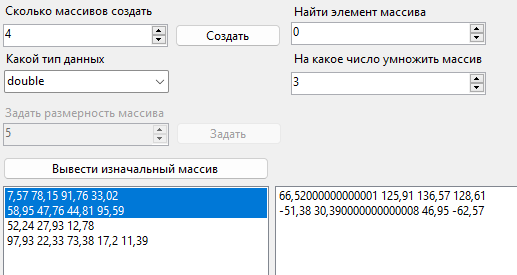 Сколько массивов создать
4
Создать
Найти элемент массива
0
Какой тип данных
double
На какое число умножить массив
3
Задать размерность массива
5
Задать
Вывести изначальный массив
7,57 78,15 91,76 33,02
58,95 47,76 44,81 95,59
52,24 27,93 12,78
97,93 22,33 73,38 17,2 11,39
66,52000000000001 125,91 136,57 128,61
-51,38 30,390000000000008 46,95 -62,57